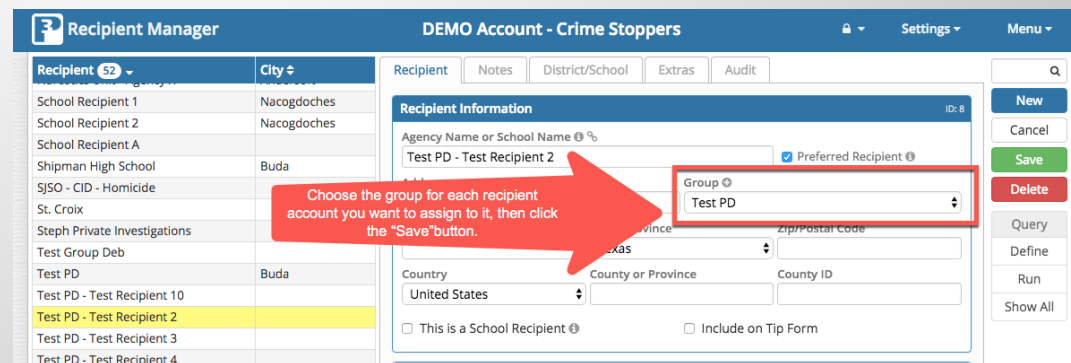 P3 Recipient Manager
DEMO Account - Crime Stoppers
Settings
Menu
Recipient 52
City
School Recipient 1
Nacogdoches
School Recipient 2
Nacogdoches
School Recipient A
Shipman High School
Buda
SJSO - CID - Homicide
St. Croix
Steph Private Investigations
Test Group Deb
Test PD
Buda
Test PD - Test Recipient 10
Test PD - Test Recipient 2
Test PD - Test Recipient 3
Test PD - Test Recipient 4
Recipient
Notes
District/School
Extras
Audit
Recipient Information
ID: 8
Agency Name or School Name
Test PD - Test Recipient 2
Preferred Recipient
Group
Test PD
Choose the group for each recipient
account you want to assign to it, then click
the “Save”button.
Zip/Postal Code
Country
County or Province
County ID
United States
This is a School Recipient
Include on Tip Form
New
Cancel
Save
Delete
Query
Define
Run
Show All